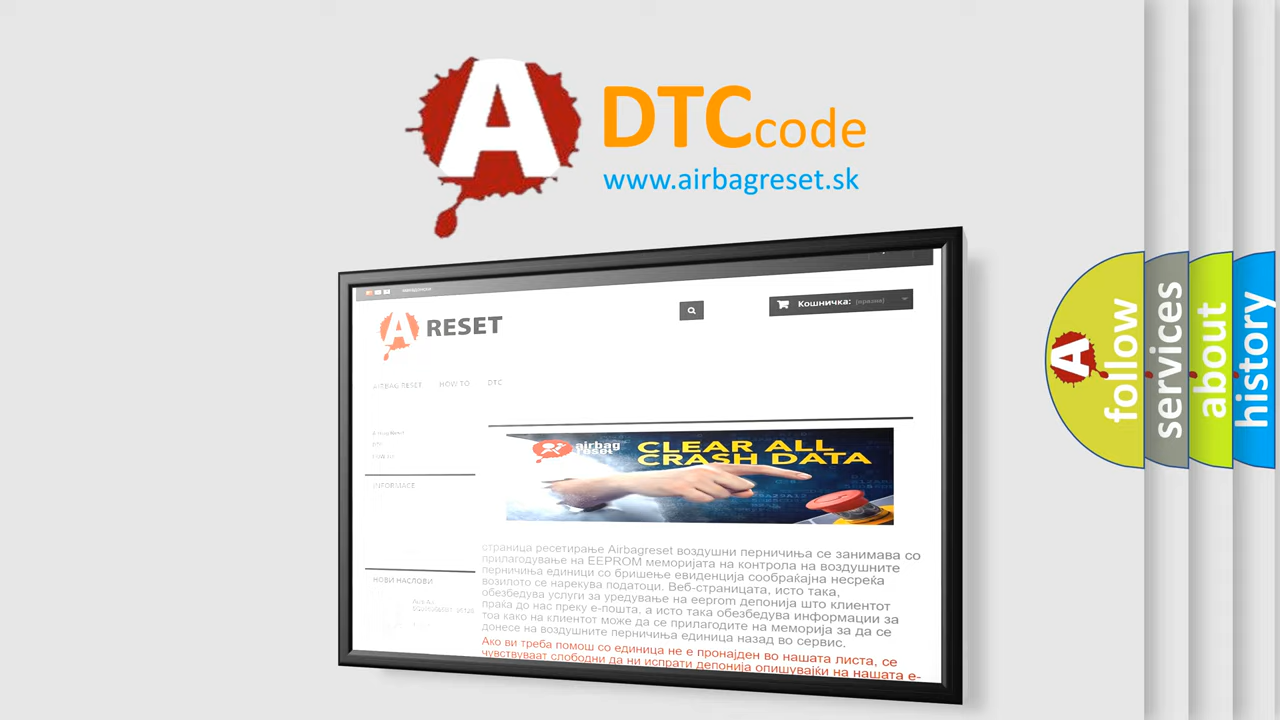 A
DTCcode
www.airbagreset.sk
A RESET
Кошничка: (празна)
AIRBAG RESET HOW TO DTC
INFORMACE
НОВИ НАСЛОВИ
airbag
reset
CLEAR ALL
CRASH DATA
страница ресетирање Airbagreset воздушни перничиња се занимава со
прилагодување на EEPROM меморијата на контрола на воздушните
перничиња единици со бришење евиденција сообраќајна несреќа
возилото се нарекува податоци. Веб-страницата, исто така,
обезбедува услуги за уредување на eeprom депонија што клиентот
праќа до нас преку е-пошта. а исто така обезбедува информации за
тоа како на клиентот може да се прилагодите на меморија за да се
донесе на воздушните перничиња единица назад во сервис.
Ако ви треба помош со единица не е пронајден во нашата листа, се
чувствуваат слободни да ни испрати депонија опишувајќи на нашата е-
A
follow
services
about
history